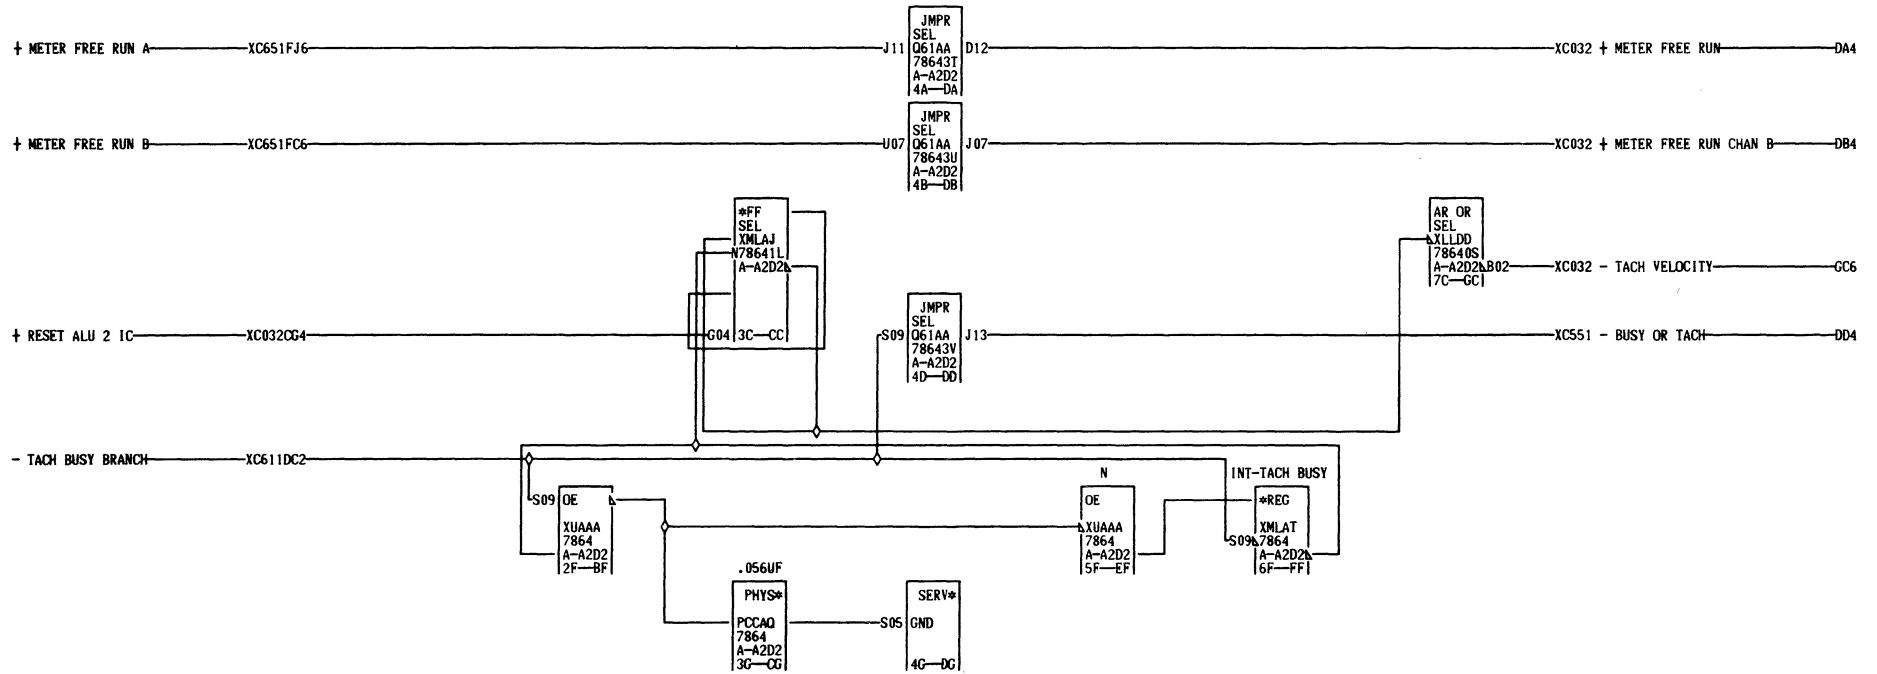 JMPR
SEL
+ METER FREE RUN A XC651FJ6 J11 Q61AA D12 XC032 + METER FREE RUN DA4
78643T
A-A2D2
4A DA
JMPR
SEL
+ METER FREE RUN B XC651FC6 U07 Q61AA J07 XC032 + METER FREE RUN CHAN B DB4
78643U
A-A2D2
4B DB
*FF
SEL
XMLAJ
N78641L
A-A2D2
+ RESET ALU 2 IC XC032CG4 G04 3C CC
AR OR
SEL
XLLDD
78640S
A-A2D2 B02 XC032 - TACH VELOCITY GC6
7C GC
JMPR
SEL
S09 Q61AA J13 XC551 - BUSY OR TACH DD4
78643V
A-A2D2
4D DD
- TACH BUSY BRANCH XC611DC2
S09 OE
XUAAA
7864
A-A2D2
2F BF
N
OE
XUAAA
7864
A-A2D2
5F EF
INT-TACH BUSY
*REG
XMLAT
S09 7864
A-A2D2
6F FF
.056UF
PHYS*
PCCAQ
7864
A-A2D2
3G CG
SERV*
S05 GND
4G DG